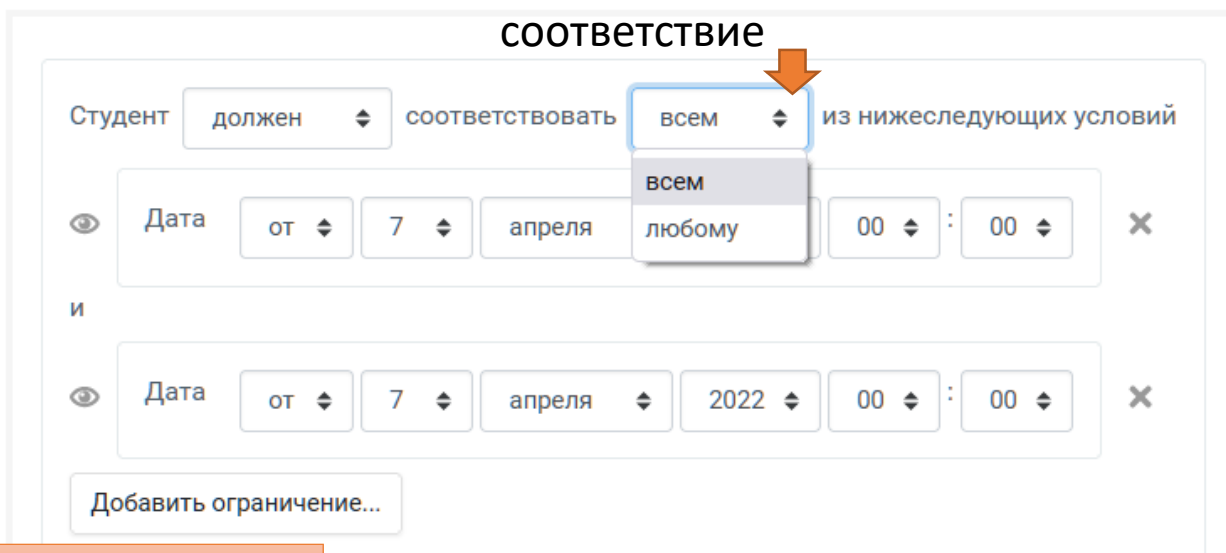 соответствие
Студент должен соответствовать всем из нижеследующих условий
всем
любому
Дата от 7 апреля 00 : 00
и
Дата от 7 апреля 2022 00 : 00
Добавить ограничение...